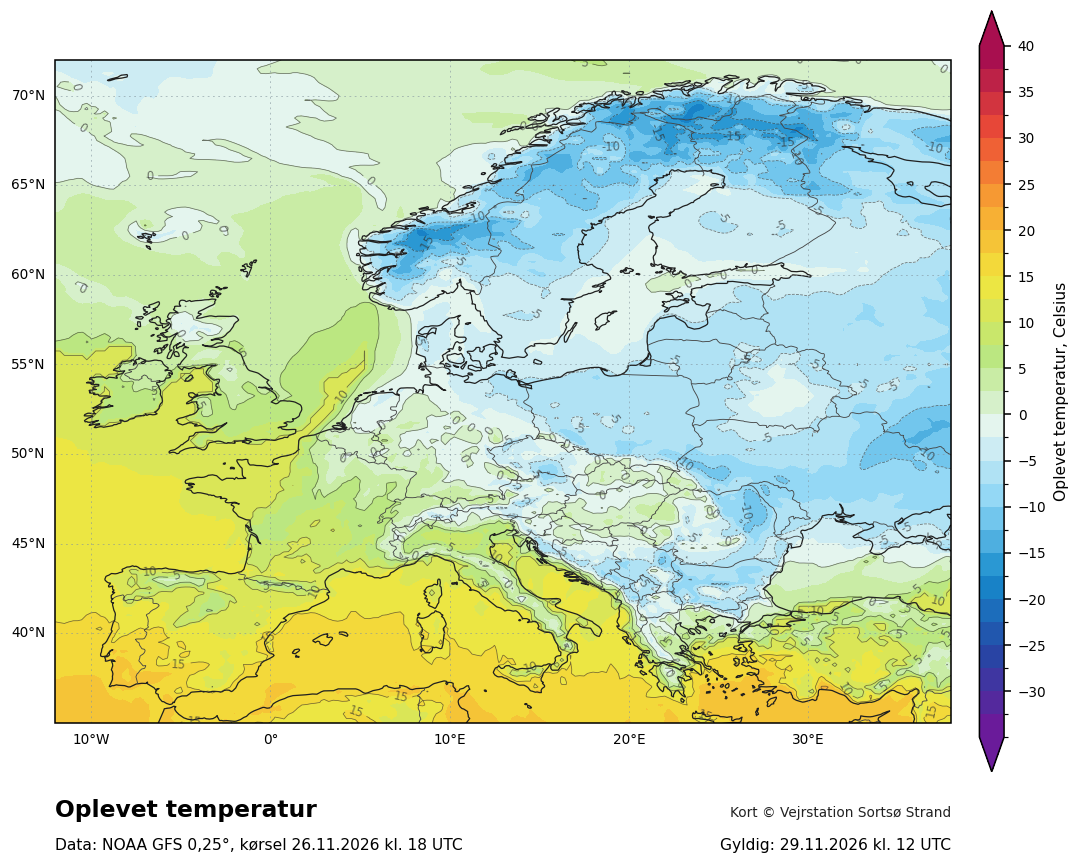 70°N
65°N
60°N
55°N
50°N
45°N
40°N
10°W
0°
10°E
20°E
30°E
40
35
30
25
20
15
10
5
0
−5
−10
−15
−20
−25
−30
Oplevet temperatur, Celsius
Oplevet temperatur
Kort © Vejrstation Sortsø Strand
Data: NOAA GFS 0,25°, kørsel 26.11.2026 kl. 18 UTC
Gyldig: 29.11.2026 kl. 12 UTC